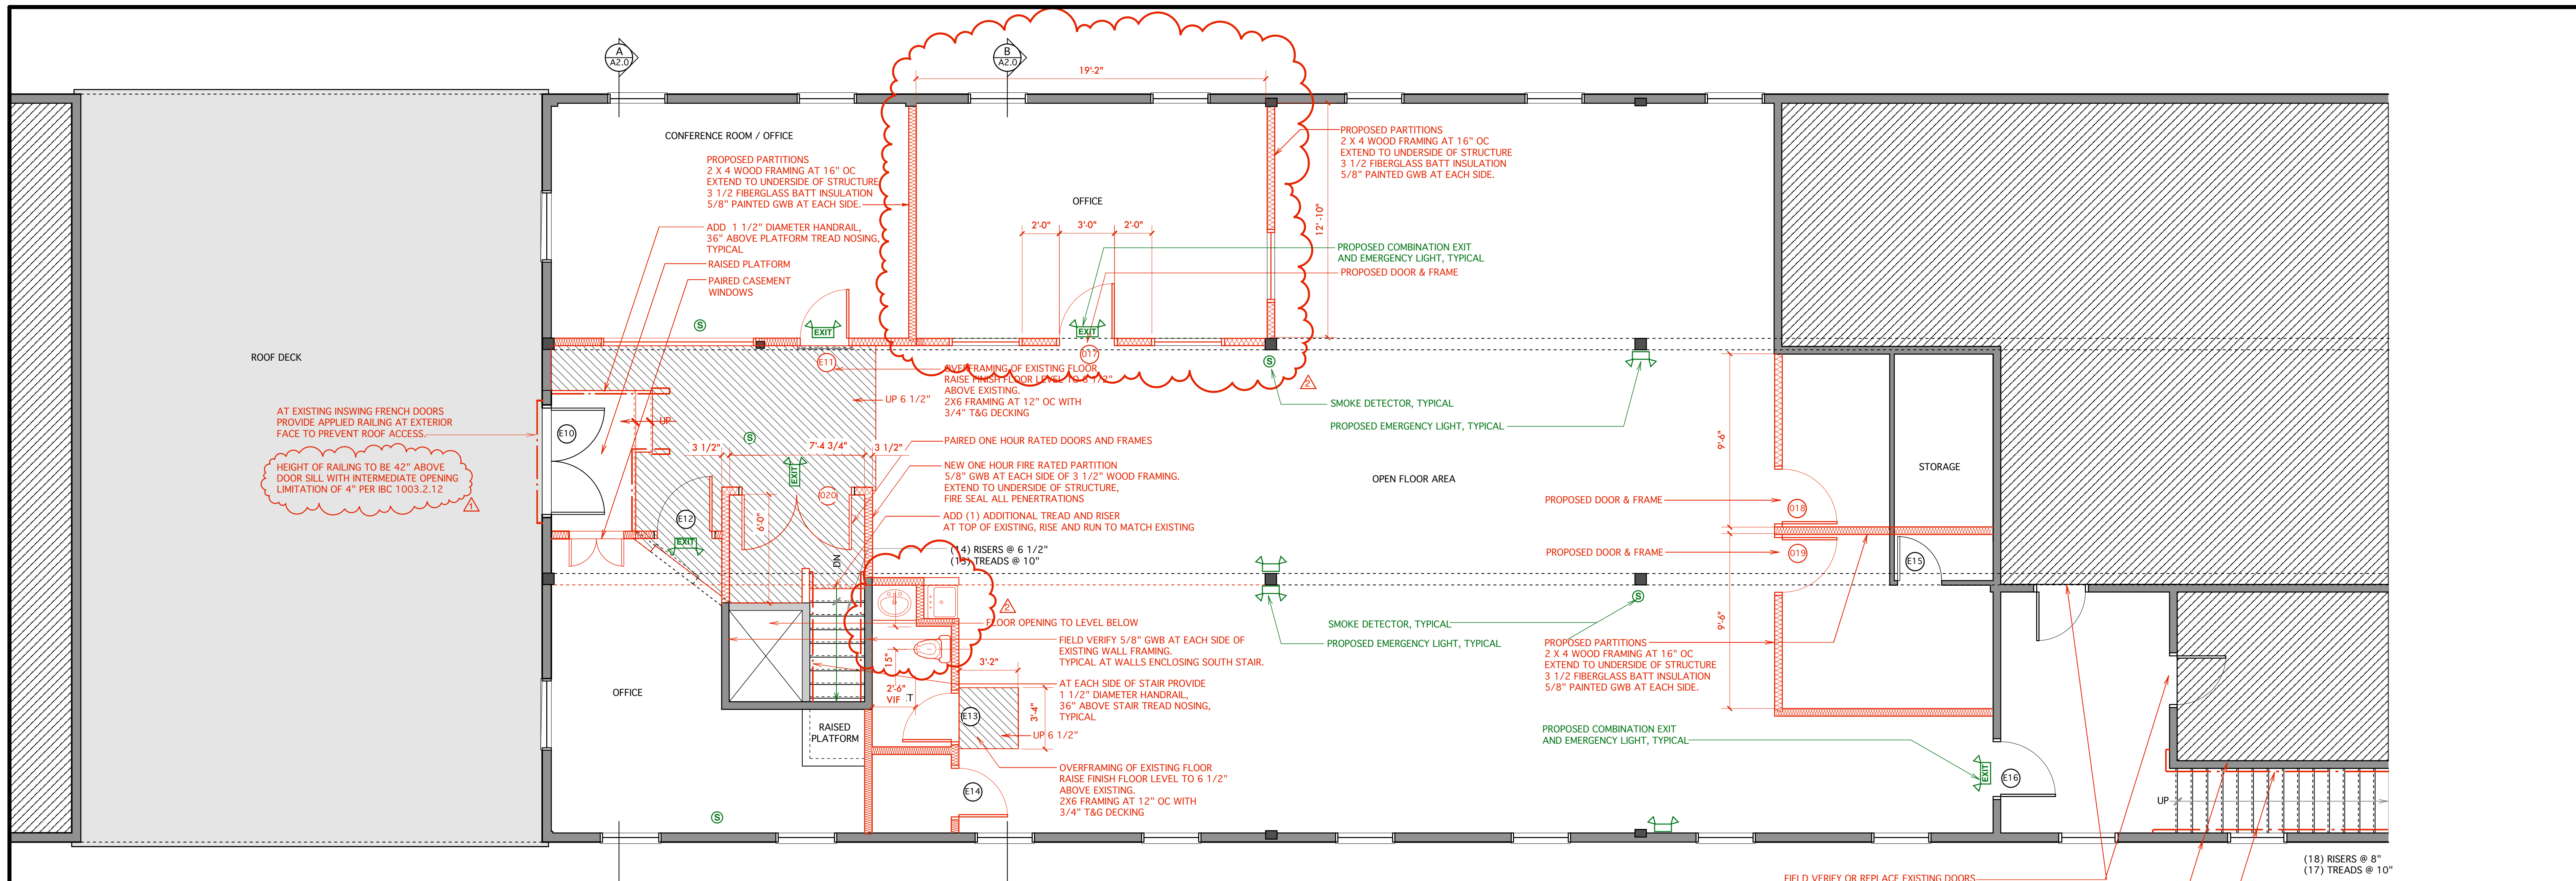 A
A2.0
B
A2.0
19'-2"
CONFERENCE ROOM / OFFICE
PROPOSED PARTITIONS
2 X 4 WOOD FRAMING AT 16" OC
EXTEND TO UNDERSIDE OF STRUCTURE
3 1/2 FIBERGLASS BATT INSULATION
5/8" PAINTED GWB AT EACH SIDE.
PROPOSED PARTITIONS
2 X 4 WOOD FRAMING AT 16" OC
EXTEND TO UNDERSIDE OF STRUCTURE
3 1/2 FIBERGLASS BATT INSULATION
5/8" PAINTED GWB AT EACH SIDE.
OFFICE
2'-0"
3'-0"
2'-0"
12'-10"
ADD 1 1/2" DIAMETER HANDRAIL,
36" ABOVE PLATFORM TREAD NOSING,
TYPICAL
RAISED PLATFORM
PAIRED CASEMENT
WINDOWS
PROPOSED COMBINATION EXIT
AND EMERGENCY LIGHT, TYPICAL
PROPOSED DOOR & FRAME
S
EXIT
EXIT
E11
017
S
2
ROOF DECK
OVERFRAMING OF EXISTING FLOOR
RAISE FINISH FLOOR LEVEL TO 6 1/2"
ABOVE EXISTING.
2X6 FRAMING AT 12" OC WITH
3/4" T&G DECKING
UP 6 1/2"
SMOKE DETECTOR, TYPICAL
PROPOSED EMERGENCY LIGHT, TYPICAL
AT EXISTING INSWING FRENCH DOORS
PROVIDE APPLIED RAILING AT EXTERIOR
FACE TO PREVENT ROOF ACCESS.
HEIGHT OF RAILING TO BE 42" ABOVE
DOOR SILL WITH INTERMEDIATE OPENING
LIMITATION OF 4" PER IBC 1003.2.12
1
E10
UP
S
3 1/2"
7'-4 3/4"
3 1/2"
EXIT
020
E12
EXIT
6'-0"
PAIRED ONE HOUR RATED DOORS AND FRAMES
NEW ONE HOUR FIRE RATED PARTITION
5/8" GWB AT EACH SIDE OF 3 1/2" WOOD FRAMING.
EXTEND TO UNDERSIDE OF STRUCTURE,
FIRE SEAL ALL PENERTRATIONS
ADD (1) ADDITIONAL TREAD AND RISER
AT TOP OF EXISTING, RISE AND RUN TO MATCH EXISTING
(14) RISERS @ 6 1/2"
(13) TREADS @ 10"
DN
OPEN FLOOR AREA
9'-6"
STORAGE
PROPOSED DOOR & FRAME
018
PROPOSED DOOR & FRAME
019
E15
2
FLOOR OPENING TO LEVEL BELOW
FIELD VERIFY 5/8" GWB AT EACH SIDE OF
EXISTING WALL FRAMING.
TYPICAL AT WALLS ENCLOSING SOUTH STAIR.
S
SMOKE DETECTOR, TYPICAL
PROPOSED EMERGENCY LIGHT, TYPICAL
9'-6"
PROPOSED PARTITIONS
2 X 4 WOOD FRAMING AT 16" OC
EXTEND TO UNDERSIDE OF STRUCTURE
3 1/2 FIBERGLASS BATT INSULATION
5/8" PAINTED GWB AT EACH SIDE.
15"
3'-2"
2'-6"
VIF
OFFICE
RAISED
PLATFORM
AT EACH SIDE OF STAIR PROVIDE
1 1/2" DIAMETER HANDRAIL,
36" ABOVE STAIR TREAD NOSING,
TYPICAL
E13
3'-4"
UP 6 1/2"
PROPOSED COMBINATION EXIT
AND EMERGENCY LIGHT, TYPICAL
EXIT
E16
OVERFRAMING OF EXISTING FLOOR
RAISE FINISH FLOOR LEVEL TO 6 1/2"
ABOVE EXISTING.
2X6 FRAMING AT 12" OC WITH
3/4" T&G DECKING
E14
S
UP
(18) RISERS @ 8"
(17) TREADS @ 10"
FIELD VERIFY OR REPLACE EXISTING DOORS